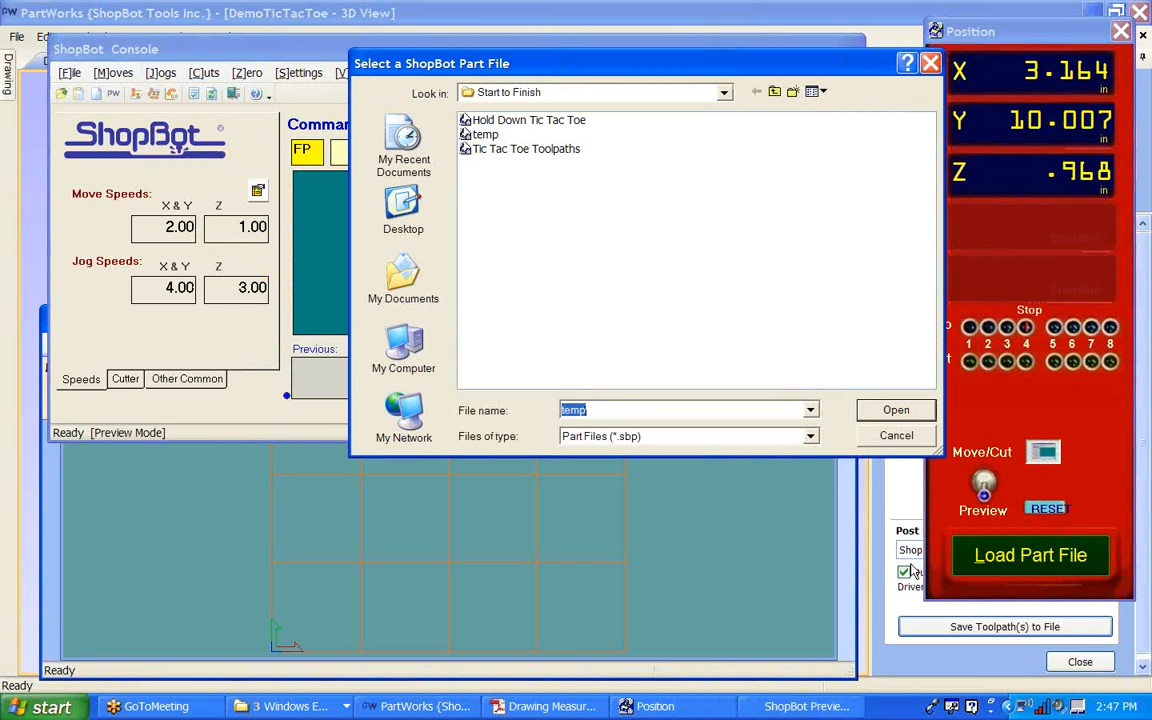 PartWorks {ShopBot Tools Inc.} - [DemoTicTacToe - 3D View]
File
Drawing
ShopBot Console
[F]ile [M]oves [J]ogs [C]uts [Z]ero [S]ettings [V
PW
ShopBot
Move Speeds:
X & Y Z
2.00 1.00
Jog Speeds:
X & Y Z
4.00 3.00
Speeds Cutter Other Common
Ready [Preview Mode]
FP
Previous:
Select a ShopBot Part File
Look in: Start to Finish
Hold Down Tic Tac Toe
temp
Tic Tac Toe Toolpaths
My Recent
Documents
Desktop
My Documents
My Computer
My Network
File name: temp
Files of type: Part Files (*.sbp)
Open
Cancel
Position
X 3.164 in
Y 10.007 in
Z .968 in
Stop
1 2 3 4 5 6 7 8
Move/Cut
Preview
RESET
Load Part File
Post
Save Toolpath(s) to File
Close
Ready
Ready
start
GoToMeeting
3 Windows E...
PartWorks {Sho...
Drawing Measur...
Position
ShopBot Previe...
2:47 PM